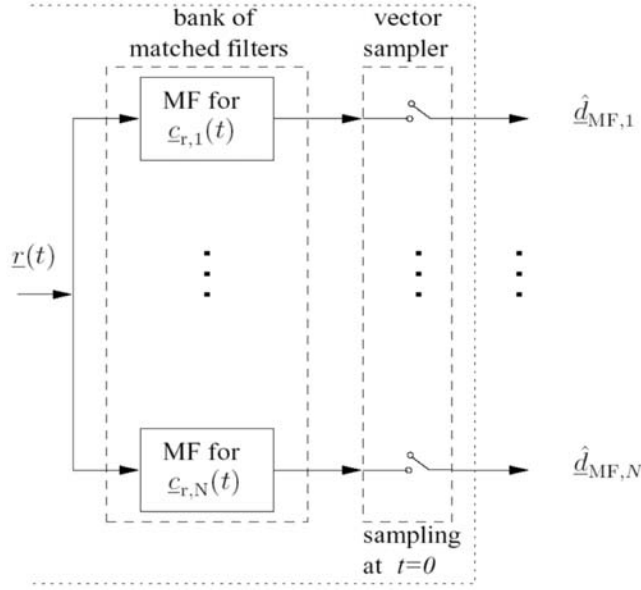 bank of
matched filters
vector
sampler
MF for
c_r,1(t)
d̂_MF,1
r(t)
MF for
c_r,N(t)
d̂_MF,N
sampling
at t=0